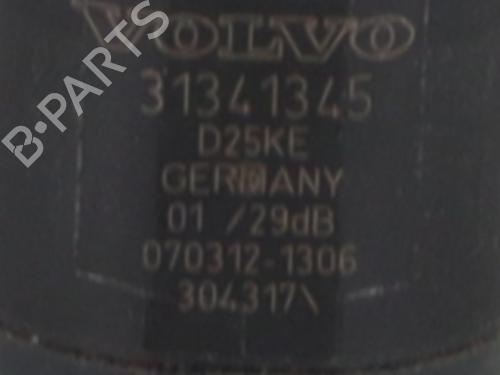 VOLVO
31341345
D25KE
GERMANY
01 /29dB
070312-1306
304317\
B-PARTS